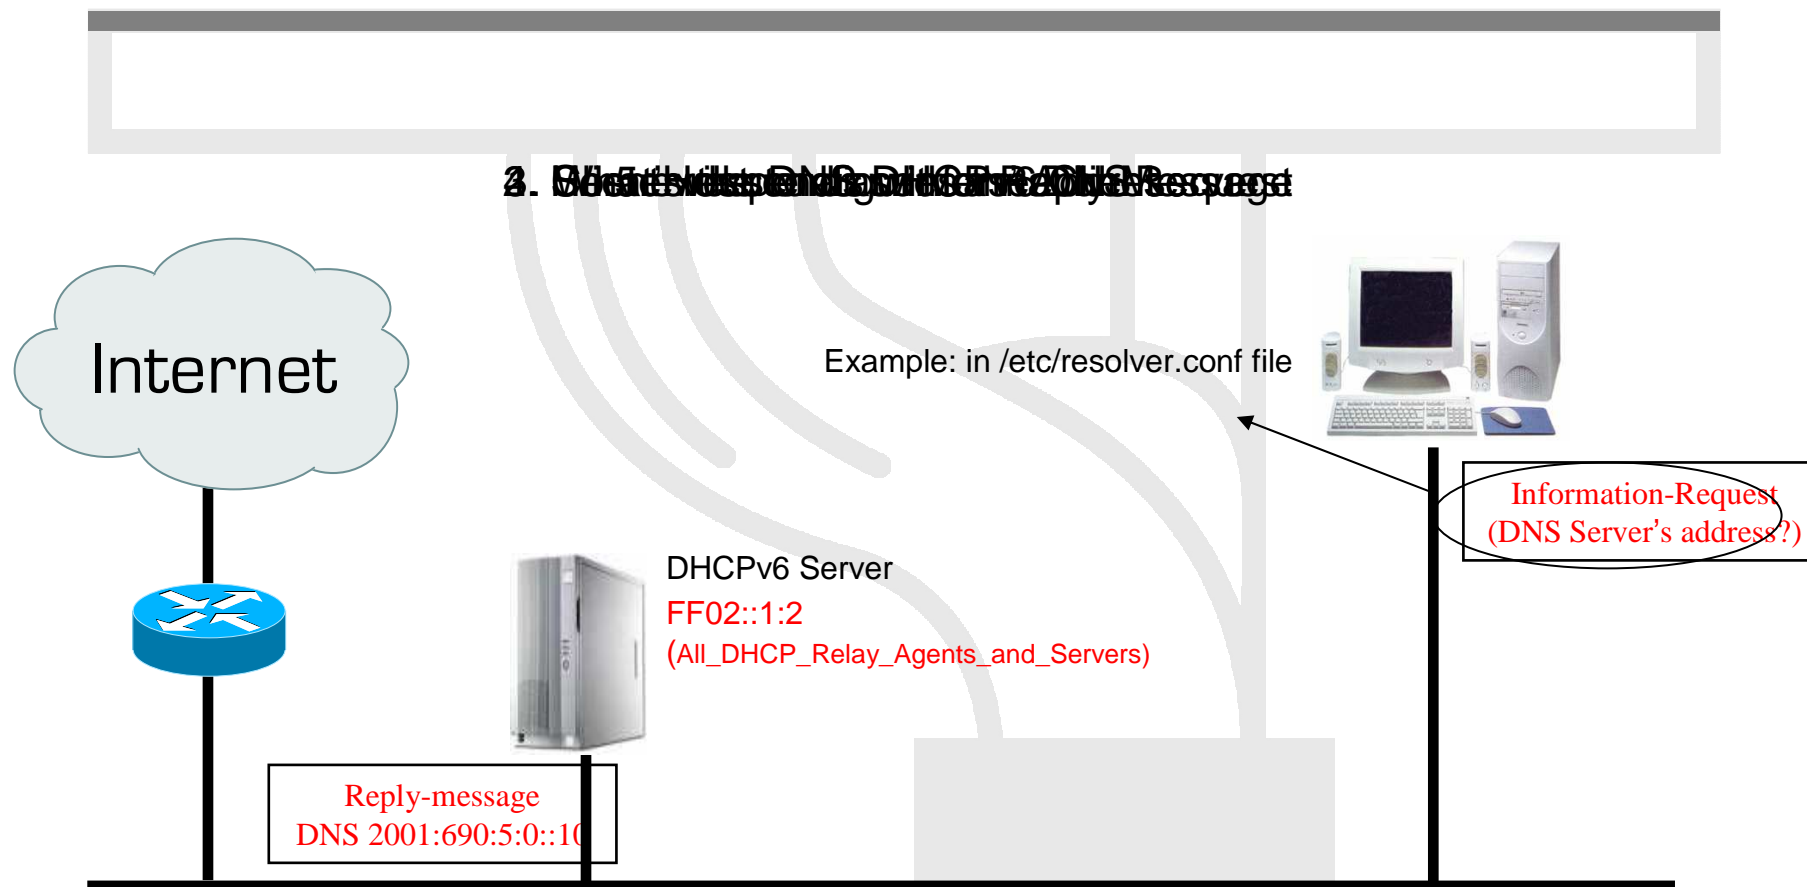 Internet
Example: in /etc/resolver.conf file
Information-Request
(DNS Server’s address?)
DHCPv6 Server
FF02::1:2
(All_DHCP_Relay_Agents_and_Servers)
Reply-message
DNS 2001:690:5:0::10